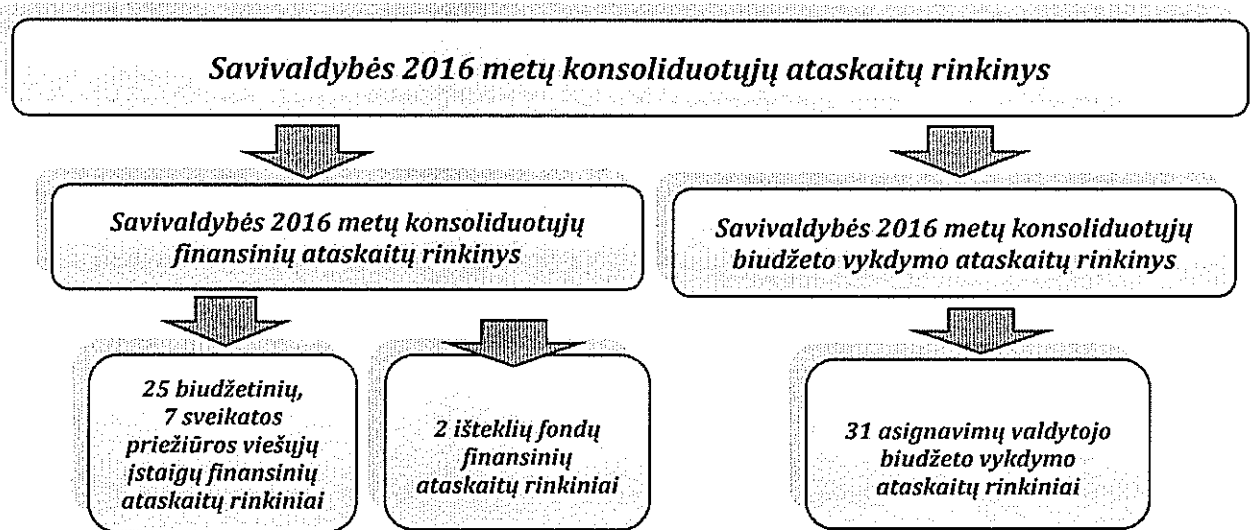 Savivaldybės 2016 metų konsoliduotųjų ataskaitų rinkinys
Savivaldybės 2016 metų konsoliduotųjų
finansinių ataskaitų rinkinys
Savivaldybės 2016 metų konsoliduotųjų
biudžeto vykdymo ataskaitų rinkinys
25 biudžetinių,
7 sveikatos
priežiūros viešųjų
įstaigų finansinių
ataskaitų rinkiniai
2 išteklių fondų
finansinių
ataskaitų rinkiniai
31 asignavimų valdytojo
biudžeto vykdymo
ataskaitų rinkiniai